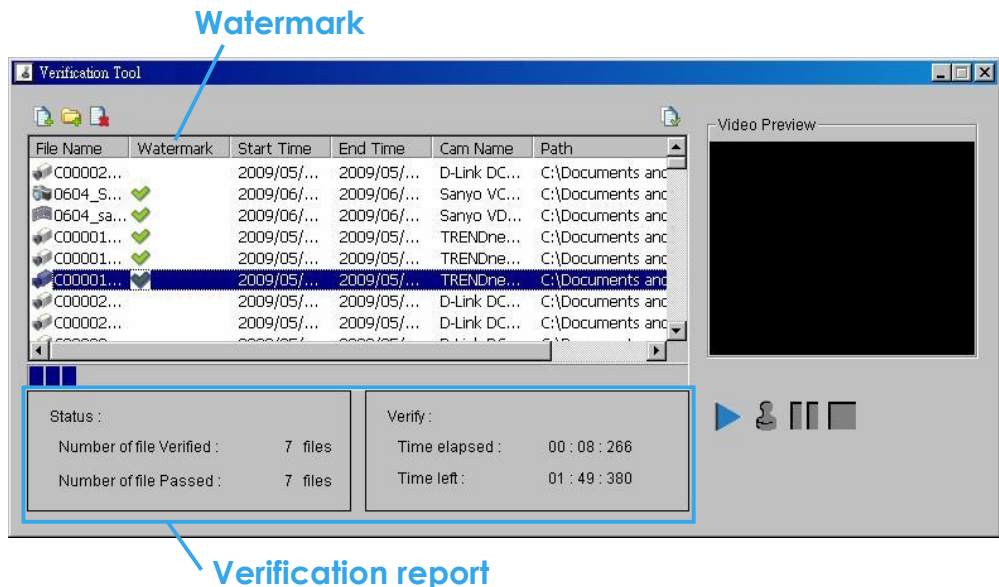 Watermark
Verification Tool
File Name Watermark Start Time End Time Cam Name Path
C00002... 2009/05/... 2009/05/... D-Link DC... C:\Documents and
0604_S... 2009/06/... 2009/06/... Sanyo VC... C:\Documents and
0604_sa... 2009/06/... 2009/06/... Sanyo VD... C:\Documents and
C00001... 2009/05/... 2009/05/... TRENDne... C:\Documents and
C00001... 2009/05/... 2009/05/... TRENDne... C:\Documents and
C00001... 2009/05/... 2009/05/... TRENDne... C:\Documents and
C00002... 2009/05/... 2009/05/... D-Link DC... C:\Documents and
C00002... 2009/05/... 2009/05/... D-Link DC... C:\Documents and
Video Preview
Status :
Number of file Verified : 7 files
Number of file Passed : 7 files
Verify :
Time elapsed : 00 : 08 : 266
Time left : 01 : 49 : 380
Verification report